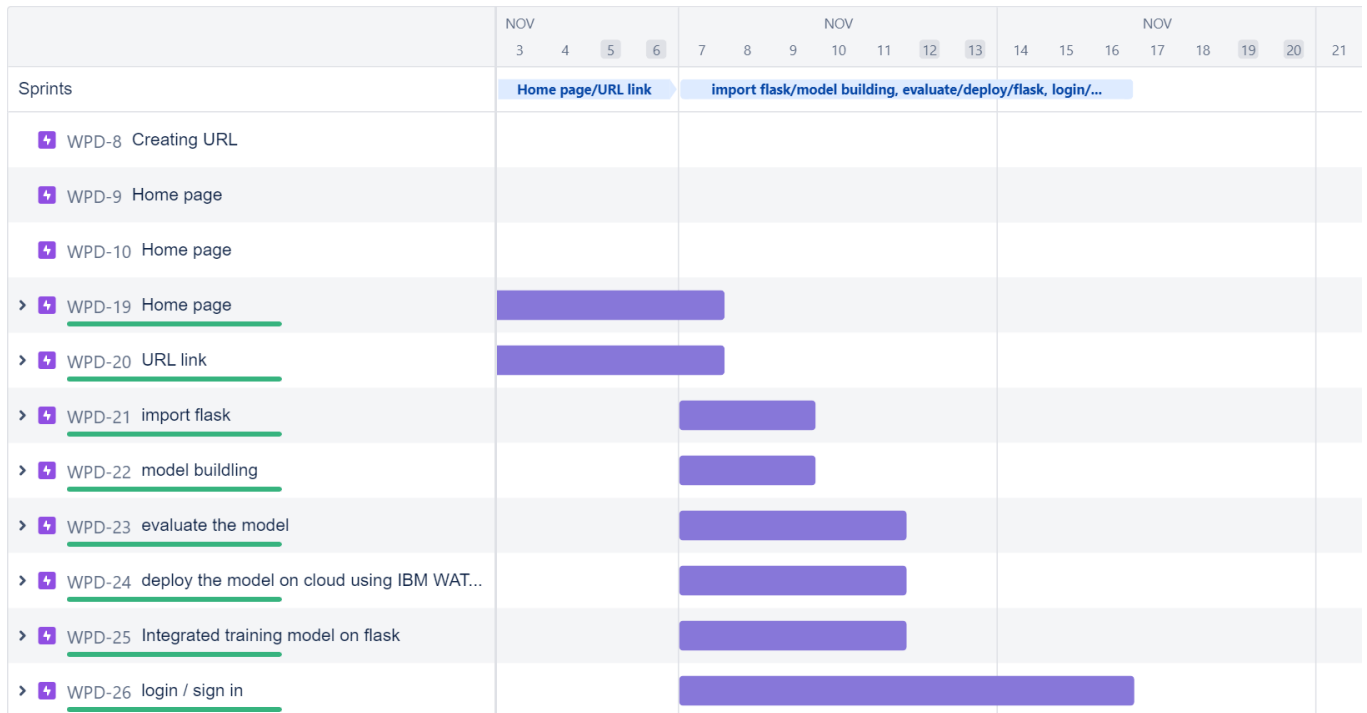 NOV NOV NOV
3 4 5 6 7 8 9 10 11 12 13 14 15 16 17 18 19 20 21
Sprints Home page/URL link import flask/model building, evaluate/deploy/flask, login/...
WPD-8 Creating URL
WPD-9 Home page
WPD-10 Home page
WPD-19 Home page
WPD-20 URL link
WPD-21 import flask
WPD-22 model buildling
WPD-23 evaluate the model
WPD-24 deploy the model on cloud using IBM WAT...
WPD-25 Integrated training model on flask
WPD-26 login / sign in